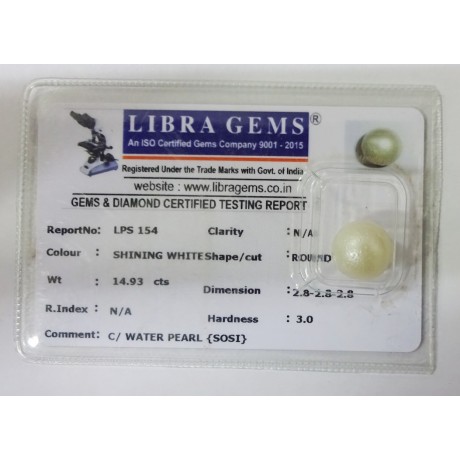 LIBRA GEMS®
An ISO Certified Gems Company 9001 - 2015
Registered Under the Trade Marks with Govt. of India
website : www.libragems.co.in
GEMS & DIAMOND CERTIFIED TESTING REPORT
ReportNo: LPS 154 Clarity : N/A
Colour : SHINING WHITE Shape/cut : ROUND
Wt : 14.93 cts Dimension : 2.8-2.8-2.8
R.Index : N/A Hardness : 3.0
Comment: C/ WATER PEARL {SOSI}